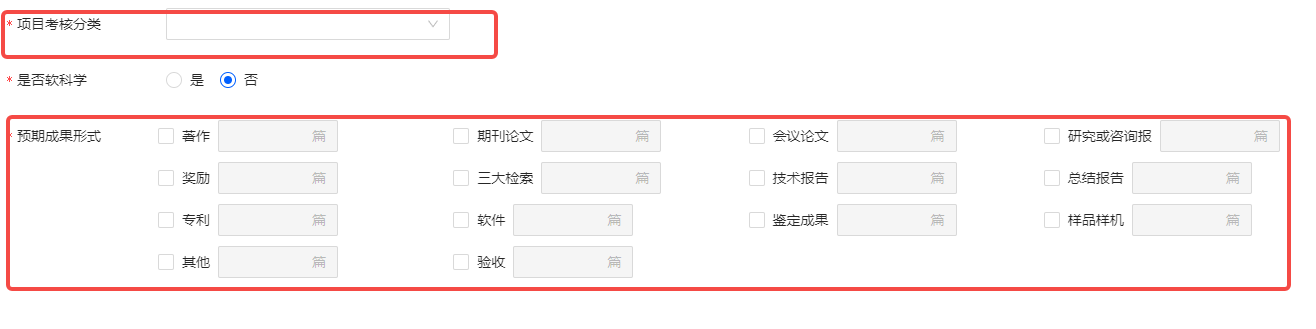 * 项目考核分类
* 是否软科学 是 否
* 预期成果形式 著作 篇 期刊论文 篇 会议论文 篇 研究或咨询报 篇
奖励 篇 三大检索 篇 技术报告 篇 总结报告 篇
专利 篇 软件 篇 鉴定成果 篇 样品样机 篇
其他 篇 验收 篇